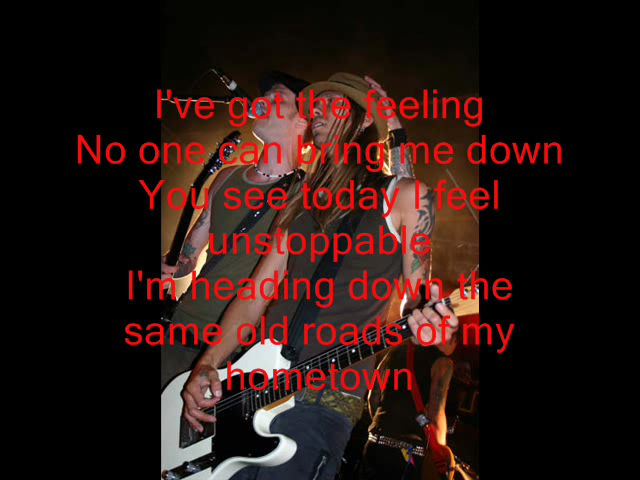 I've got the feeling
No one can bring me down
You see today I feel
unstoppable
I'm heading down the
same old roads of my
hometown